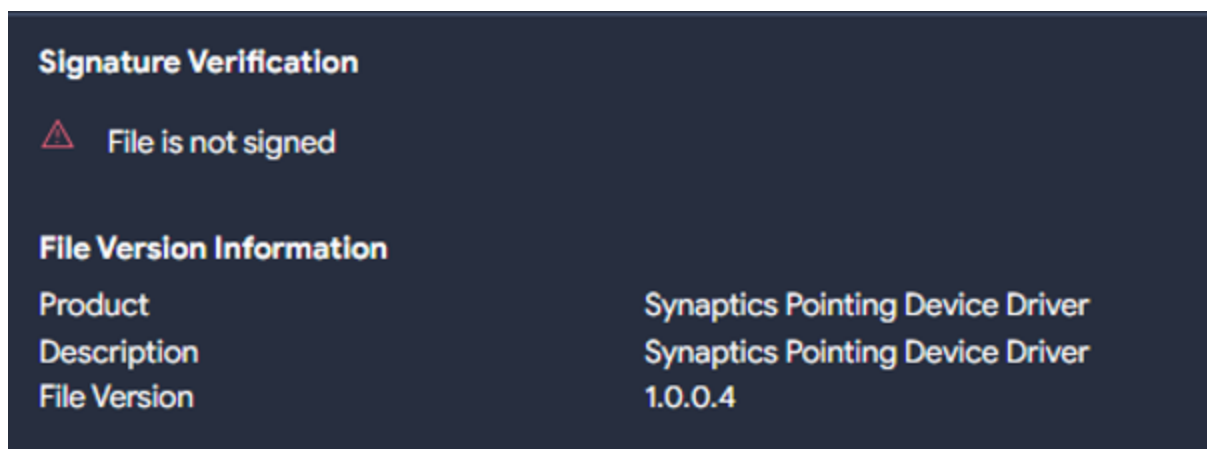 Signature Verification
File is not signed
File Version Information
Product Synaptics Pointing Device Driver
Description Synaptics Pointing Device Driver
File Version 1.0.0.4